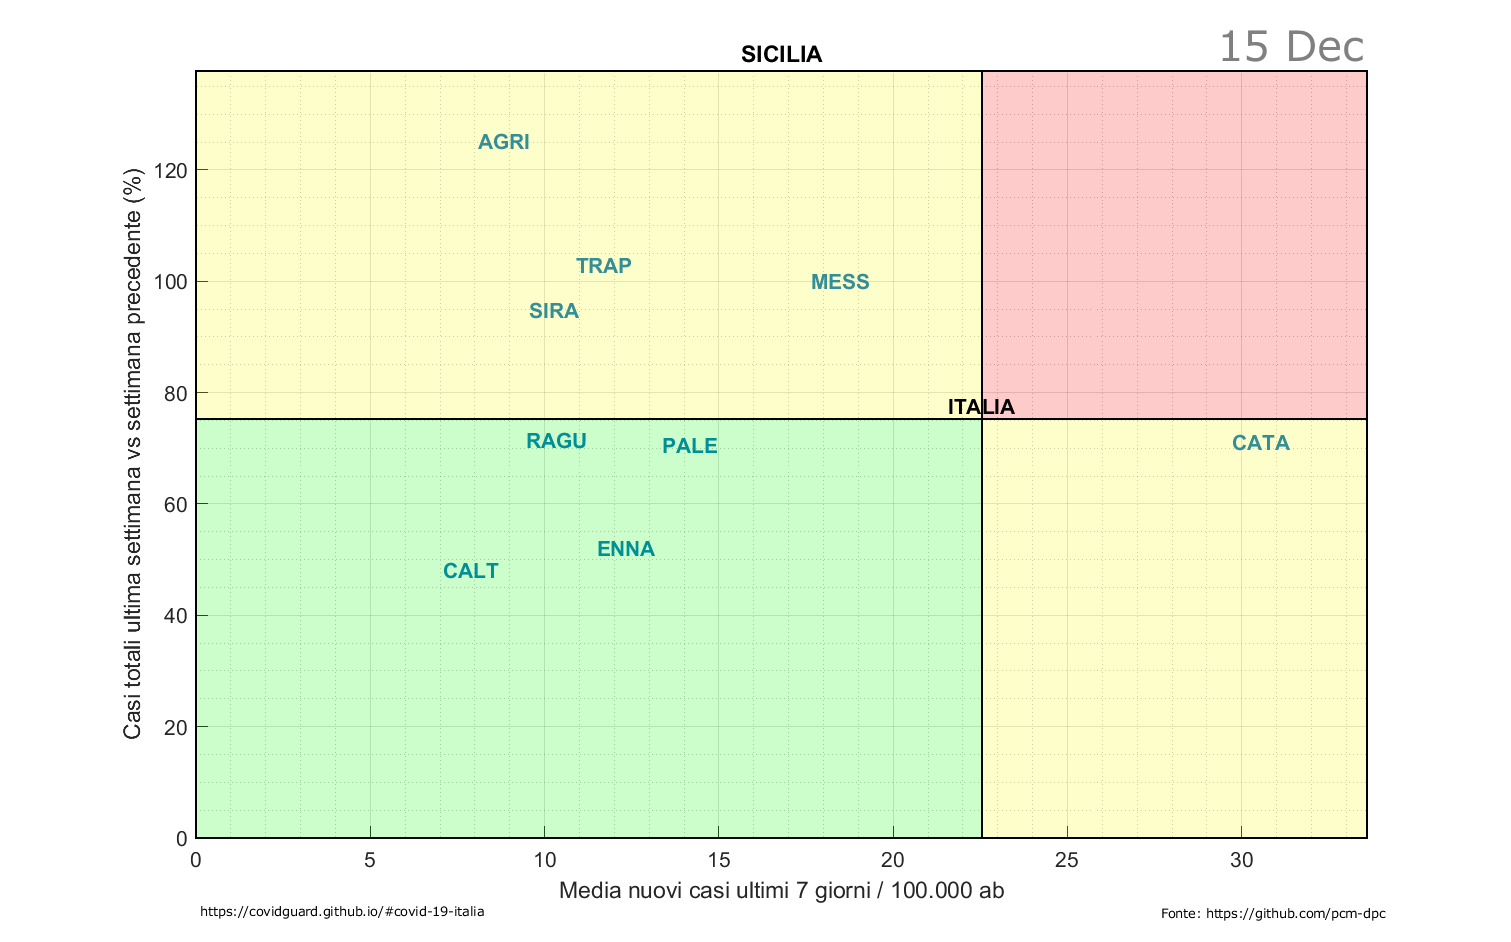 15 Dec
SICILIA
AGRI
120
TRAP
100
MESS
SIRA
80
ITALIA
RAGU
PALE
CATA
60
ENNA
CALT
40
20
0
0 5 10 15 20 25 30
Casi totali ultima settimana vs settimana precedente (%)
Media nuovi casi ultimi 7 giorni / 100.000 ab
https://covidguard.github.io/#covid-19-italia
Fonte: https://github.com/pcm-dpc